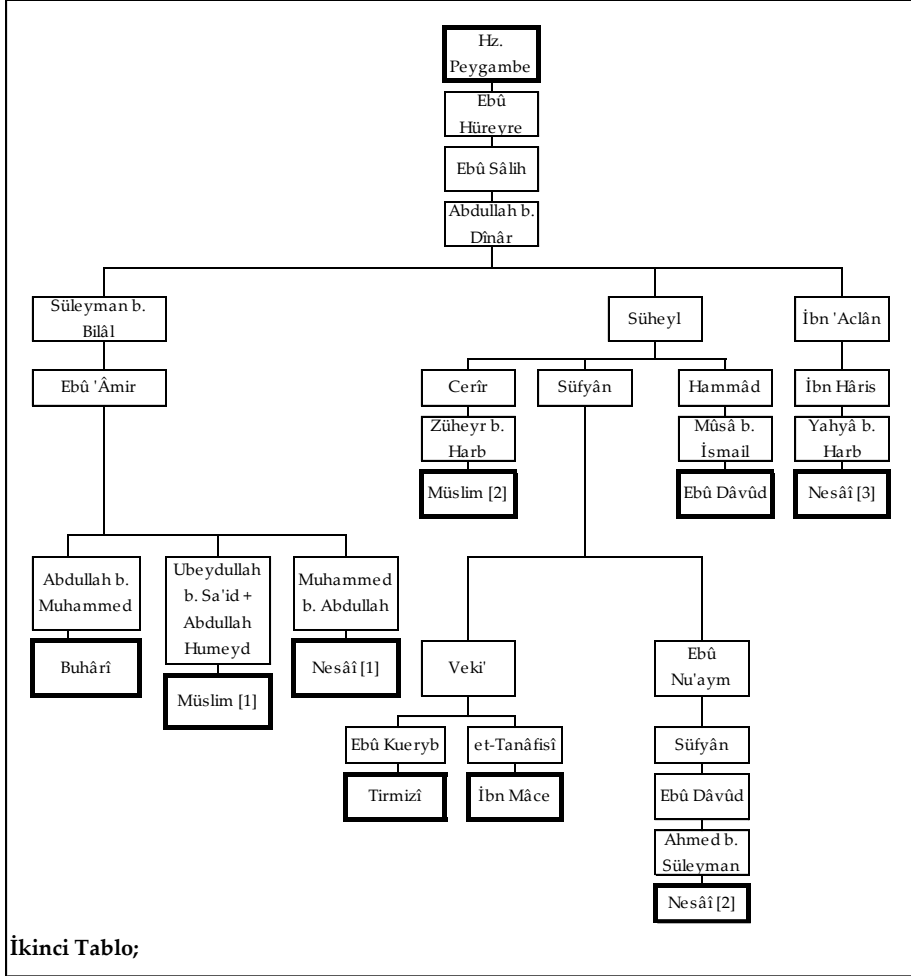 Hz.
Peygambe
Ebû
Hüreyre
Ebû Sâlih
Abdullah b.
Dînâr
Süleyman b.
Bilâl
Süheyl
İbn 'Aclân
Ebû 'Âmir
Cerîr
Süfyân
Hammâd
İbn Hâris
Züheyr b.
Harb
Mûsâ b.
İsmail
Yahyâ b.
Harb
Müslim [2]
Ebû Dâvûd
Nesâî [3]
Abdullah b.
Muhammed
Ubeydullah
b. Sa'id +
Abdullah
Humeyd
Muhammed
b. Abdullah
Buhârî
Müslim [1]
Nesâî [1]
Veki'
Ebû
Nu'aym
Ebû Kueryb
et-Tanâfisî
Süfyân
Tirmizî
İbn Mâce
Ebû Dâvûd
Ahmed b.
Süleyman
Nesâî [2]
İkinci Tablo;